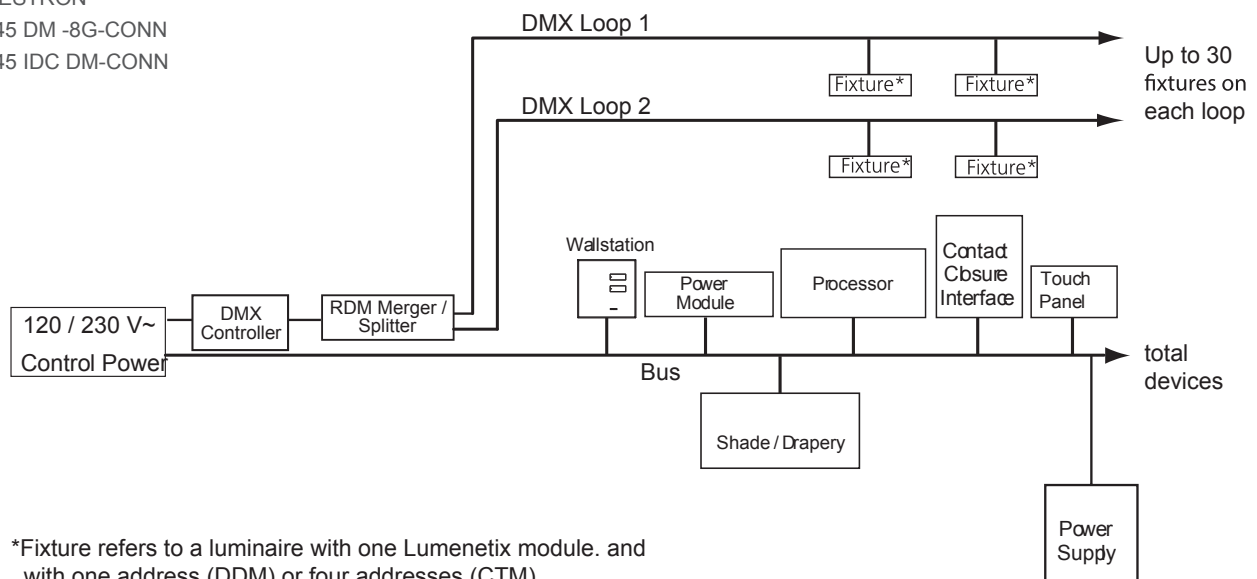 45 DM -8G-CONN
45 IDC DM-CONN
DMX Loop 1
Fixture*
Fixture*
Up to 30
fixtures on
each loop
DMX Loop 2
Fixture*
Fixture*
120 / 230 V~
Control Power
DMX
Controller
RDM Merger /
Splitter
Wallstation
Power
Module
Processor
Contact
Closure
Interface
Touch
Panel
Bus
total
devices
Shade / Drapery
Power
Supply
*Fixture refers to a luminaire with one Lumenetix module. and
with one address (DDM) or four addresses (CTM)